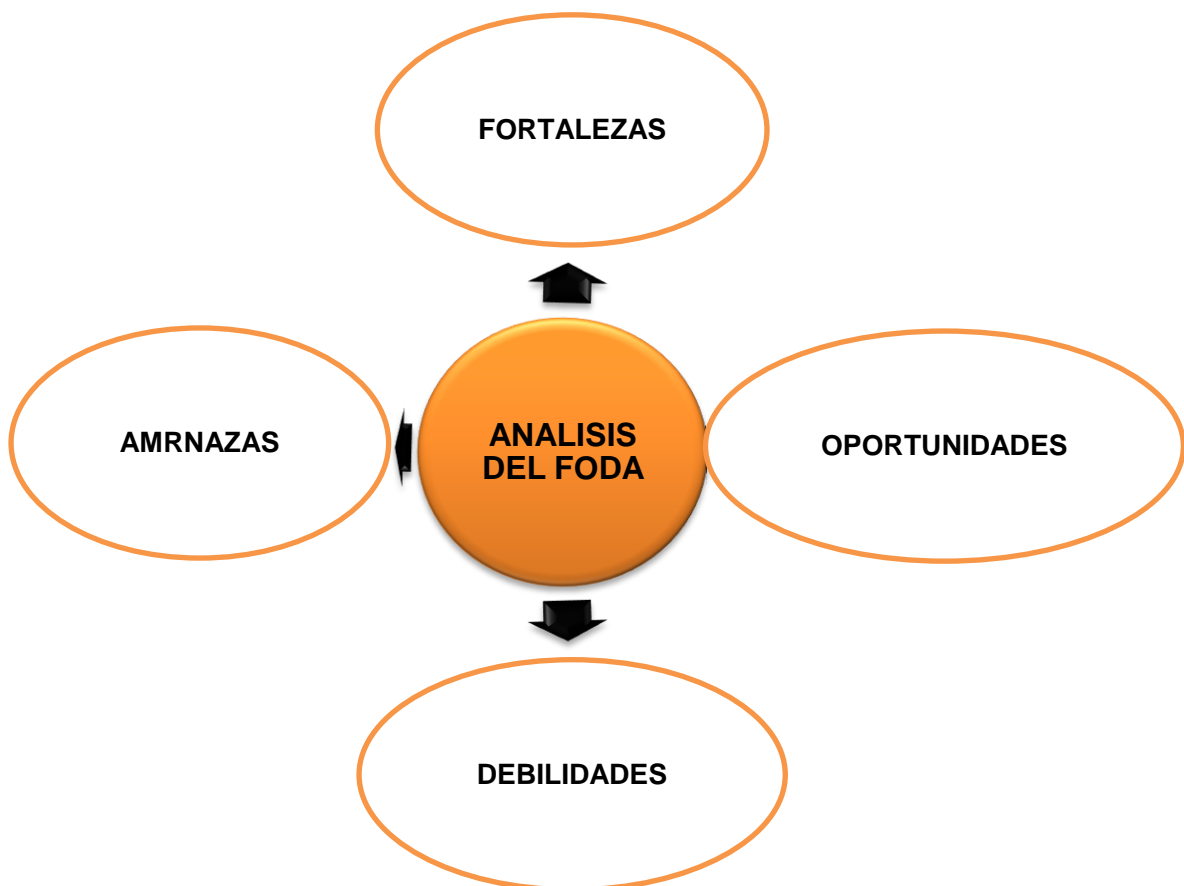 FORTALEZAS
AMRNAZAS
ANALISIS
DEL FODA
OPORTUNIDADES
DEBILIDADES